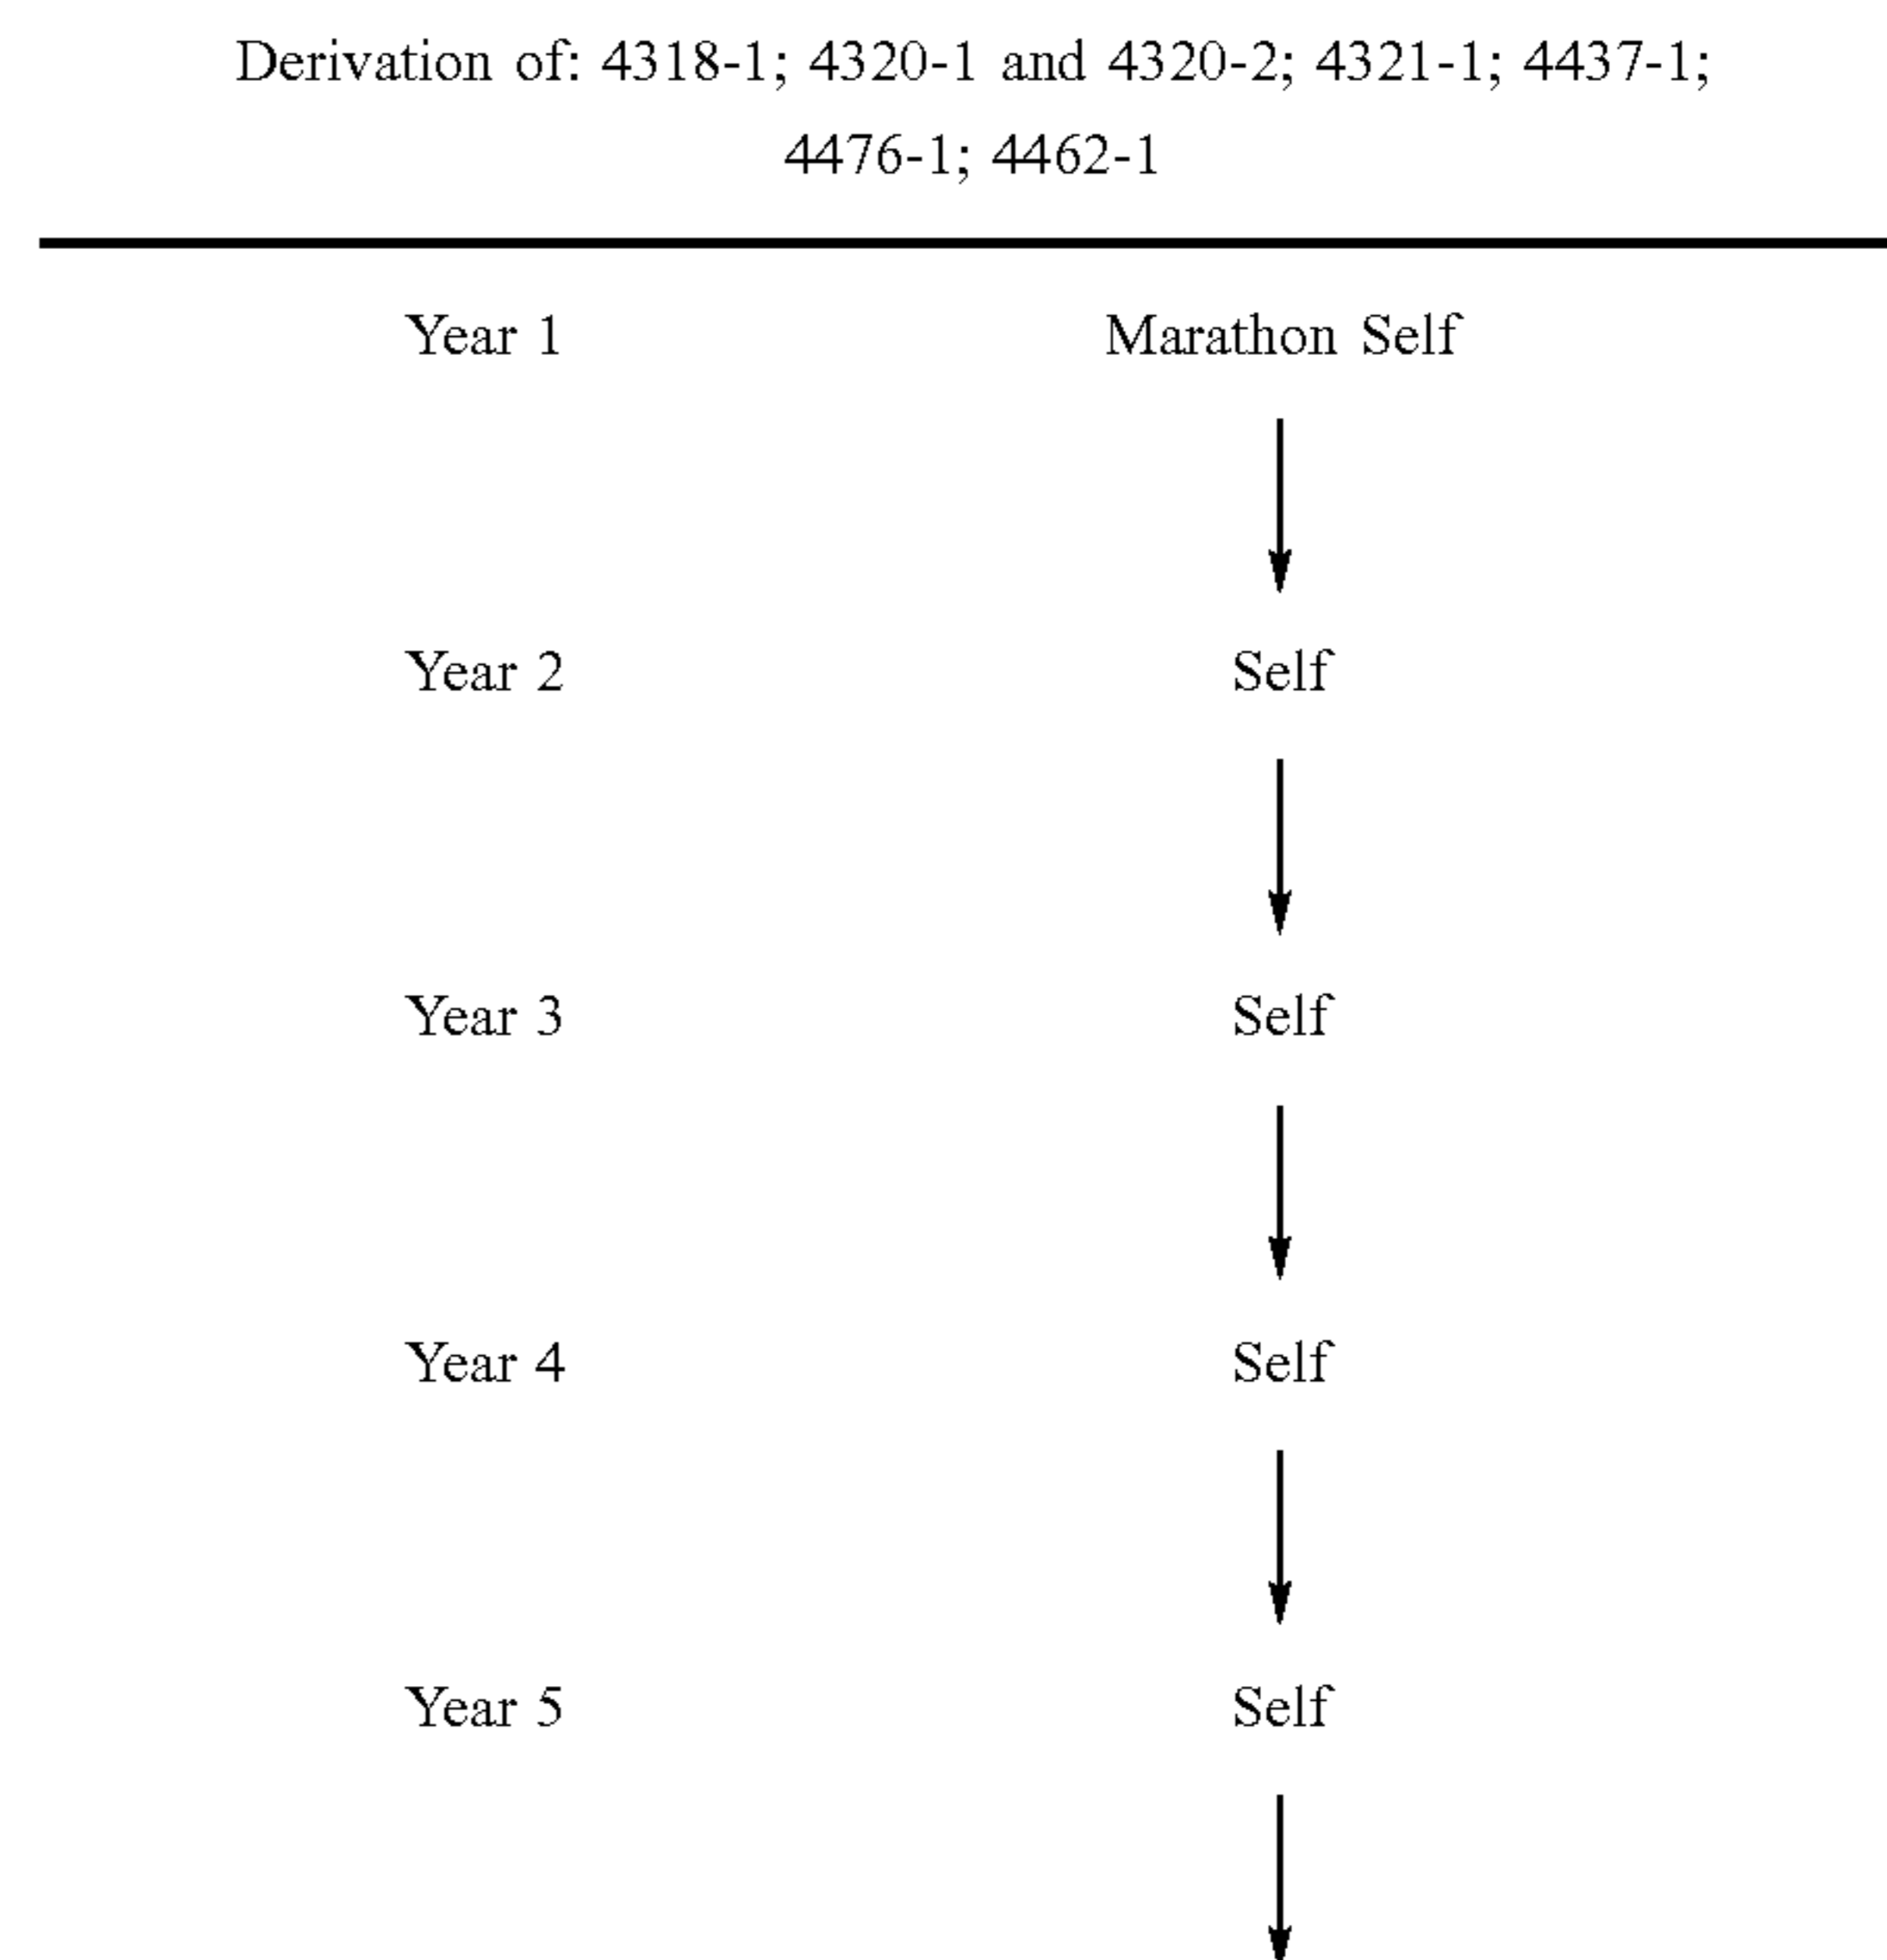 Derivation of: 4318-1; 4320-1 and 4320-2; 4321-1; 4437-1;
4476-1; 4462-1
Year 1 Marathon Self
Year 2 Self
Year 3 Self
Year 4 Self
Year 5 Self